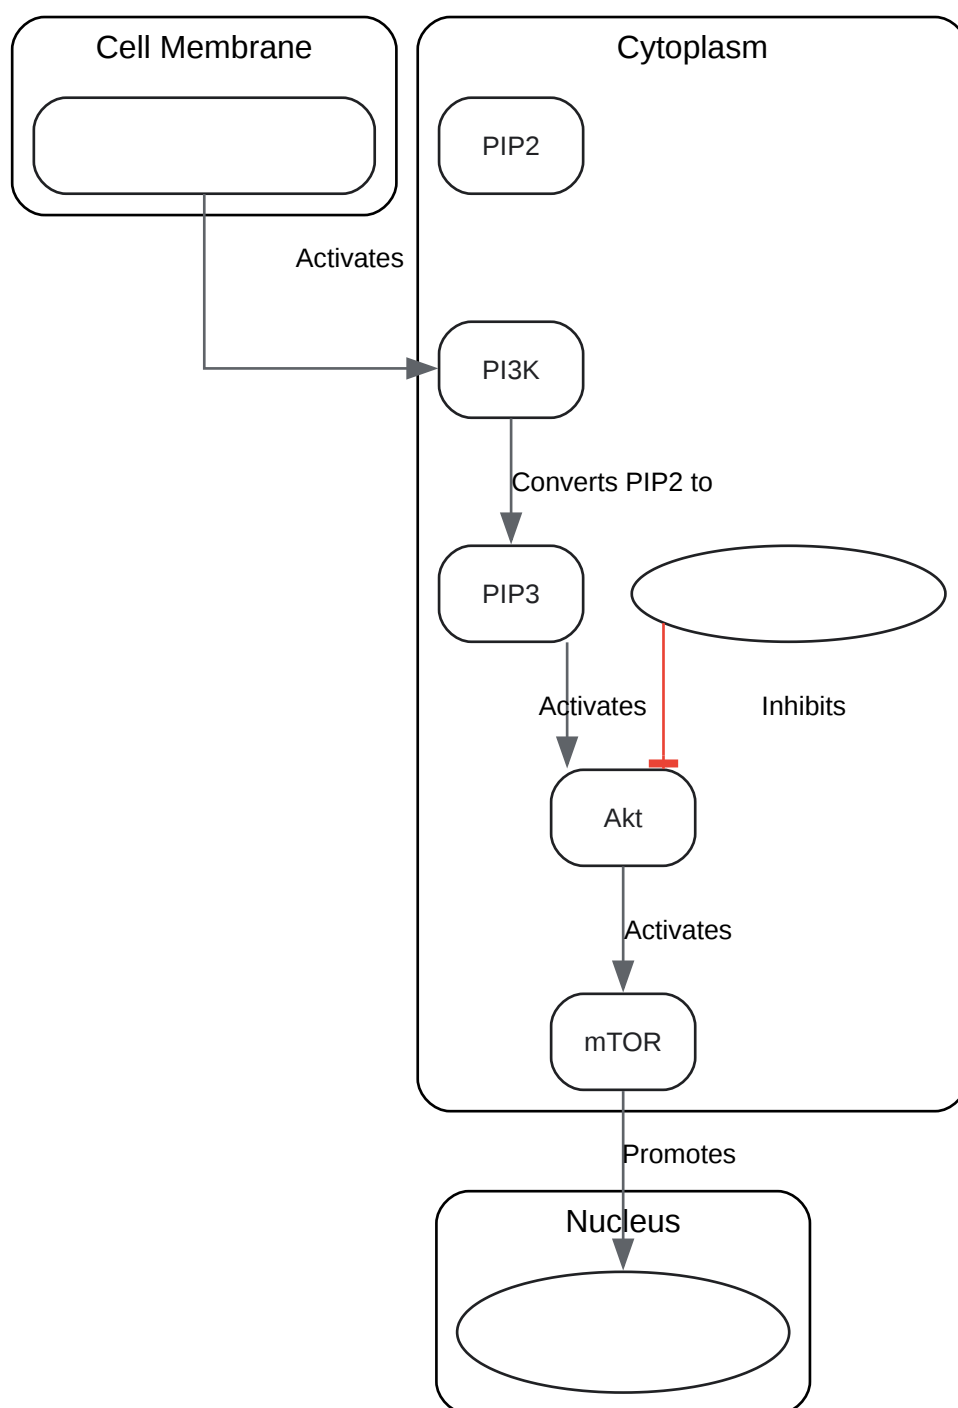 Cell Membrane
Cytoplasm
PIP2
Activates
PI3K
Converts PIP2 to
PIP3
Activates
Inhibits
Akt
Activates
mTOR
Promotes
Nucleus